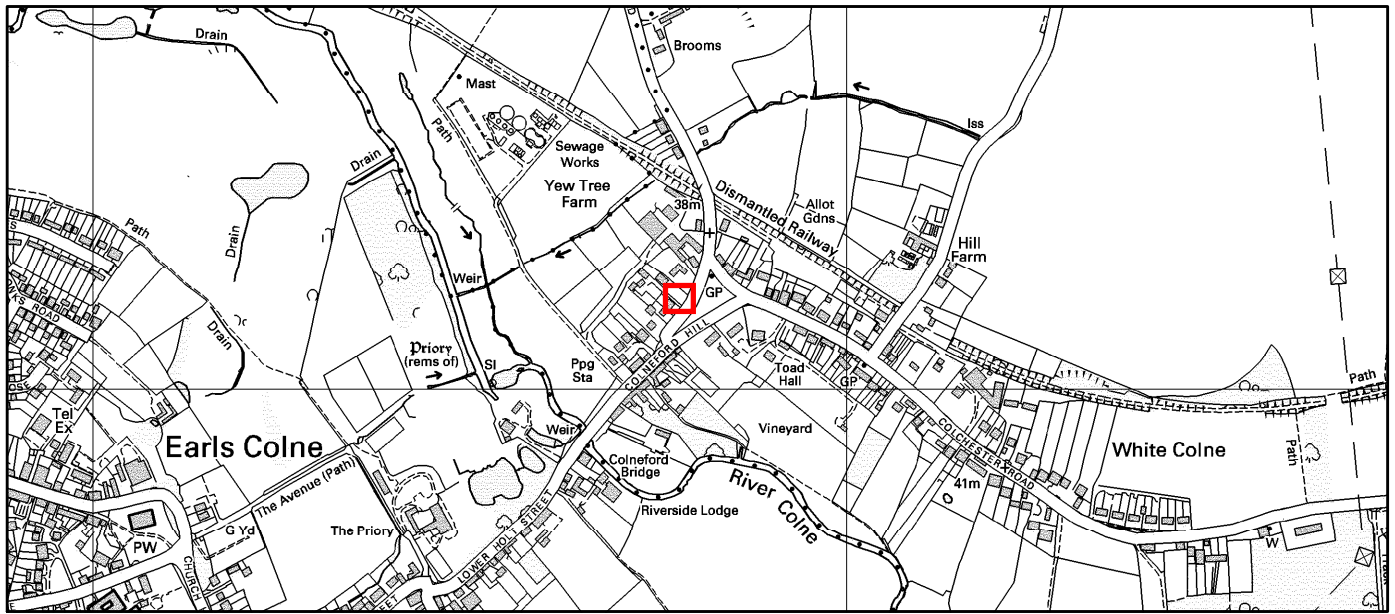 Drain
Brooms
Mast
Path
Iss
Sewage
Works
Drain
Yew Tree
Farm
Dismantled Railway
38m
Allot
Gdns
Path
Drain
Hill
Farm
Weir
GP
ROAD
Drain
COLNEFORD HILL
Priory
(rems of)
Sl
Ppg
Sta
Toad
Hall
GP
Path
Tel
Ex
Earls Colne
Weir
Vineyard
COLCHESTER ROAD
White Colne
Colneford
Bridge
River Colne
Path
The Avenue (Path)
41m
Riverside Lodge
G Yd
The Priory
LOWER HOLT STREET
PW
W
CHURCH